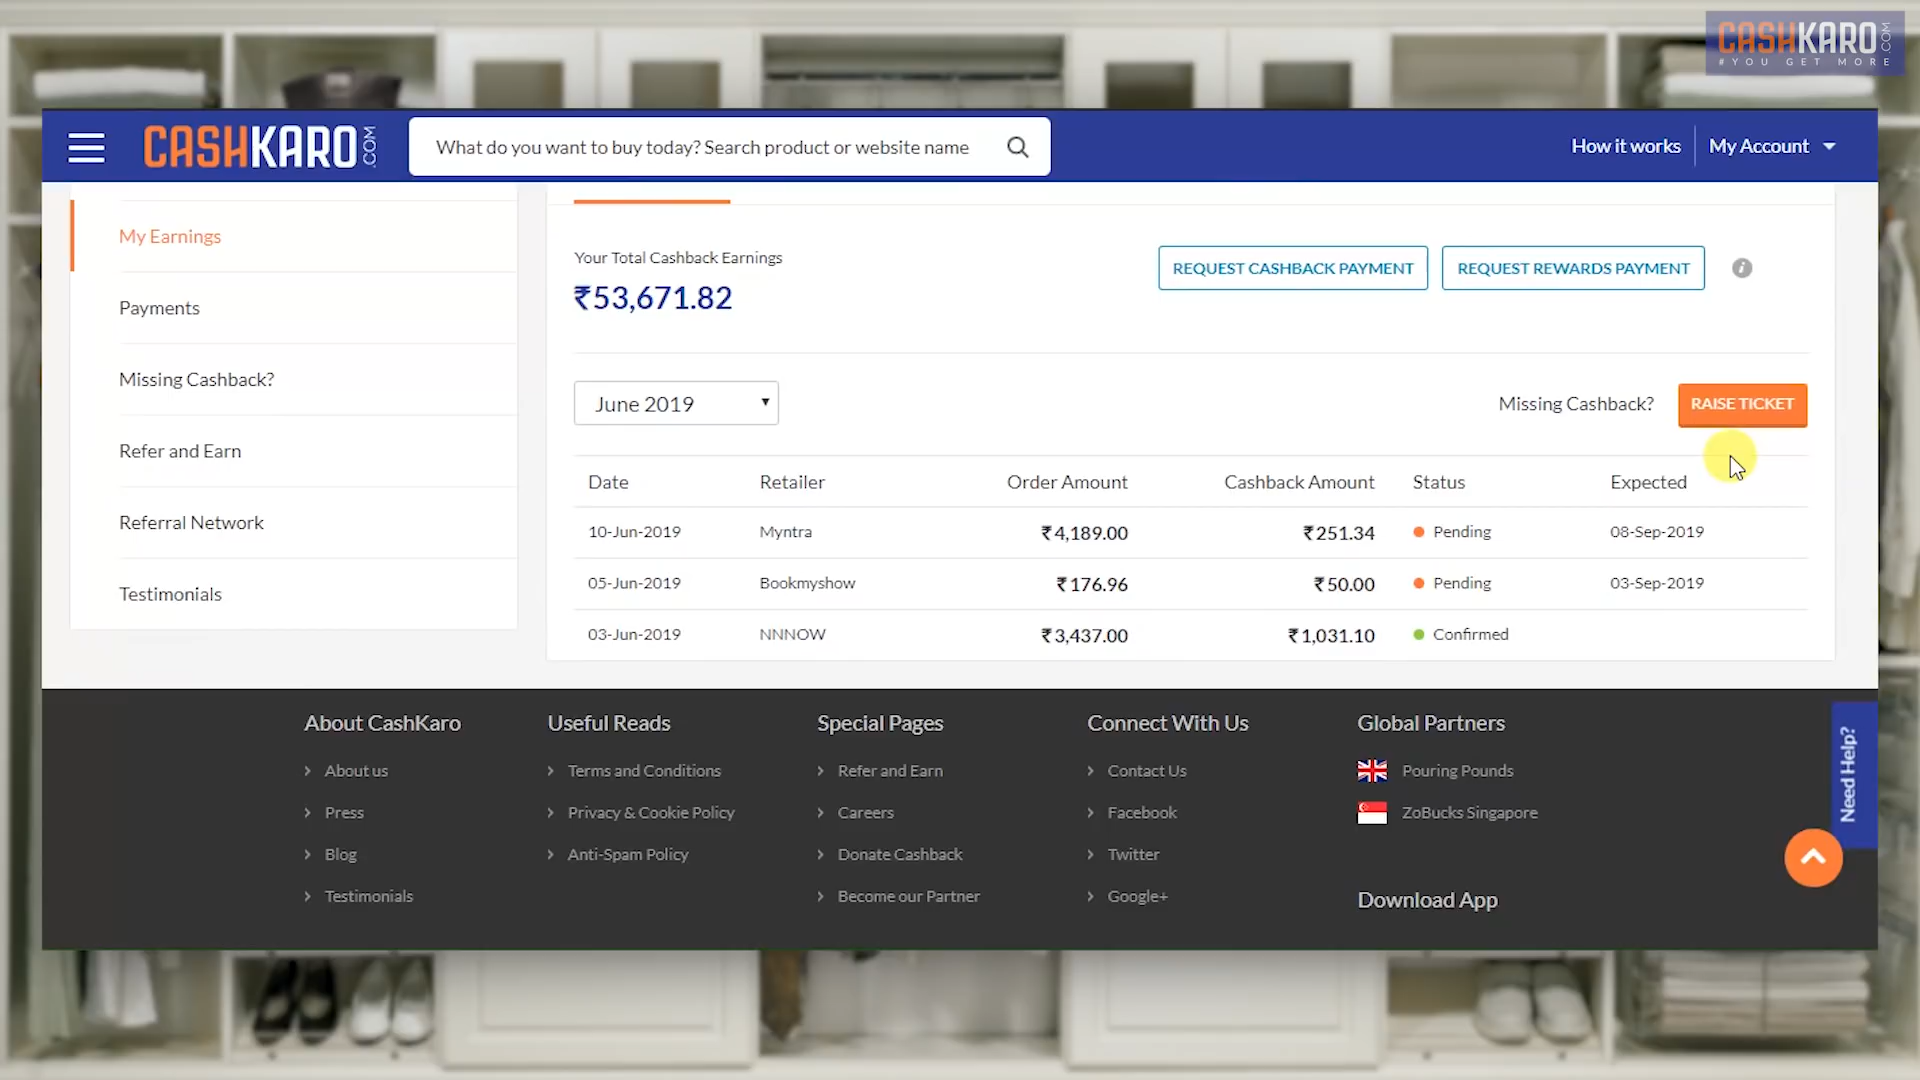 CASHKARO.COM
#YOU GET MORE
CASHKARO.COM
What do you want to buy today? Search product or website name
How it works
My Account
My Earnings
Payments
Missing Cashback?
Refer and Earn
Referral Network
Testimonials
Your Total Cashback Earnings
₹53,671.82
REQUEST CASHBACK PAYMENT
REQUEST REWARDS PAYMENT
i
June 2019
Missing Cashback?
RAISE TICKET
Date Retailer Order Amount Cashback Amount Status Expected
10-Jun-2019 Myntra ₹4,189.00 ₹251.34 Pending 08-Sep-2019
05-Jun-2019 Bookmyshow ₹176.96 ₹50.00 Pending 03-Sep-2019
03-Jun-2019 NNNOW ₹3,437.00 ₹1,031.10 Confirmed
About CashKaro
About us
Press
Blog
Testimonials
Useful Reads
Terms and Conditions
Privacy & Cookie Policy
Anti-Spam Policy
Special Pages
Refer and Earn
Careers
Donate Cashback
Become our Partner
Connect With Us
Contact Us
Facebook
Twitter
Google+
Global Partners
Pouring Pounds
ZoBucks Singapore
Download App
Need Help?